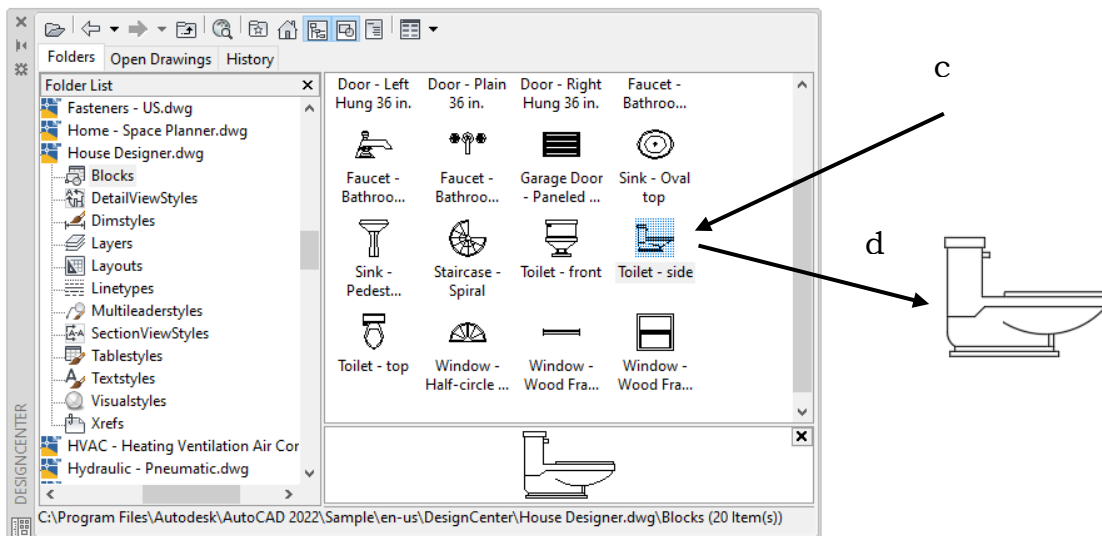 Folders Open Drawings History
Folder List
Fasteners - US.dwg
Home - Space Planner.dwg
House Designer.dwg
Blocks
DetailViewStyles
Dimstyles
Layers
Layouts
Linetypes
Multileaderstyles
SectionViewStyles
Tablestyles
Textstyles
Visualstyles
Xrefs
HVAC - Heating Ventilation Air Cor
Hydraulic - Pneumatic.dwg
Door - Left Door - Plain Door - Right Faucet -
Hung 36 in. 36 in. Hung 36 in. Bathroo...
Faucet - Faucet - Garage Door Sink - Oval
Bathroo... Bathroo... - Paneled ... top
Sink - Staircase - Toilet - front Toilet - side
Pedest... Spiral
Toilet - top Window - Window - Window -
Half-circle ... Wood Fra... Wood Fra...
C:\Program Files\Autodesk\AutoCAD 2022\Sample\en-us\DesignCenter\House Designer.dwg\Blocks (20 Item(s))
DESIGNCENTER
c
d